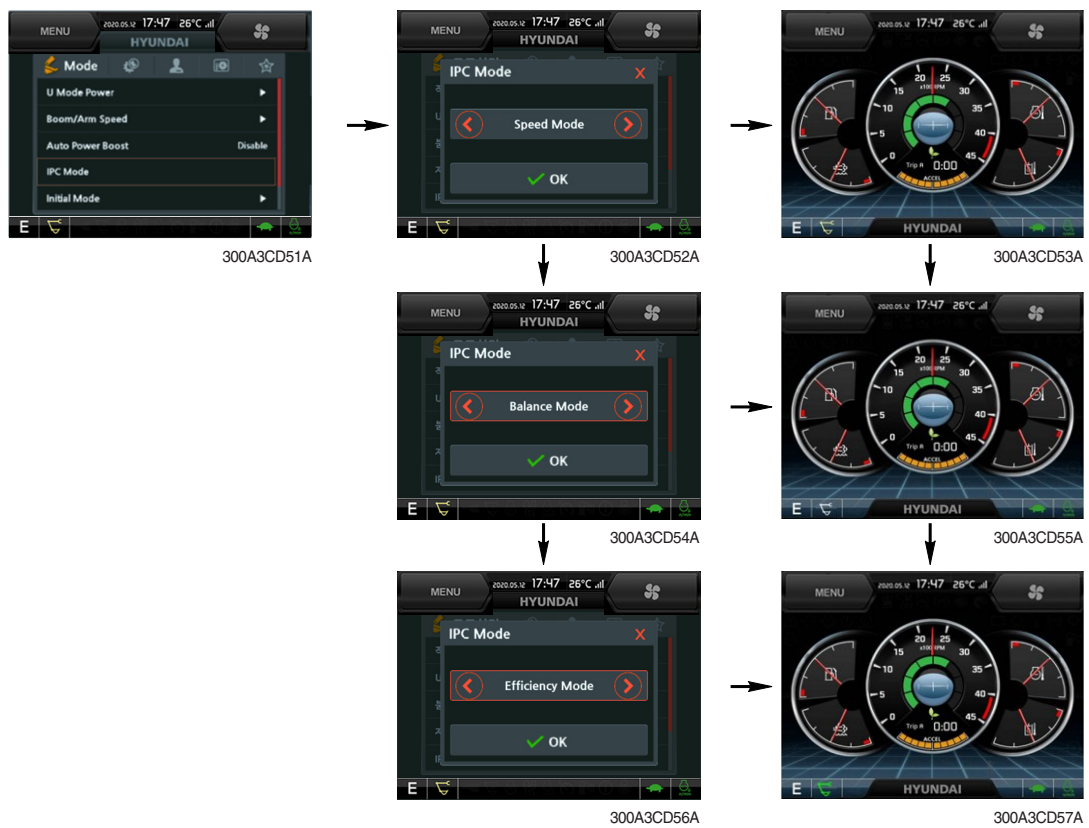 MENU
2020.05.12 17:47 26°C
HYUNDAI
Mode
U Mode Power
Boom/Arm Speed
Auto Power Boost Disable
IPC Mode
Initial Mode
E
300A3CD51A
MENU
2020.05.12 17:47 26°C
HYUNDAI
IPC Mode X
Speed Mode
OK
E
300A3CD52A
MENU
2020.05.12 17:47 26°C
0 5 10 15 20 25 30 35 40 45
x100 RPM
Trip A 0:00
ACCEL
E
HYUNDAI
300A3CD53A
MENU
2020.05.12 17:47 26°C
HYUNDAI
IPC Mode X
Balance Mode
OK
E
300A3CD54A
MENU
2020.05.12 17:47 26°C
0 5 10 15 20 25 30 35 40 45
x100 RPM
Trip A 0:00
ACCEL
E
HYUNDAI
300A3CD55A
MENU
2020.05.12 17:47 26°C
HYUNDAI
IPC Mode X
Efficiency Mode
OK
E
300A3CD56A
MENU
2020.05.12 17:47 26°C
0 5 10 15 20 25 30 35 40 45
x100 RPM
Trip A 0:00
ACCEL
E
HYUNDAI
300A3CD57A